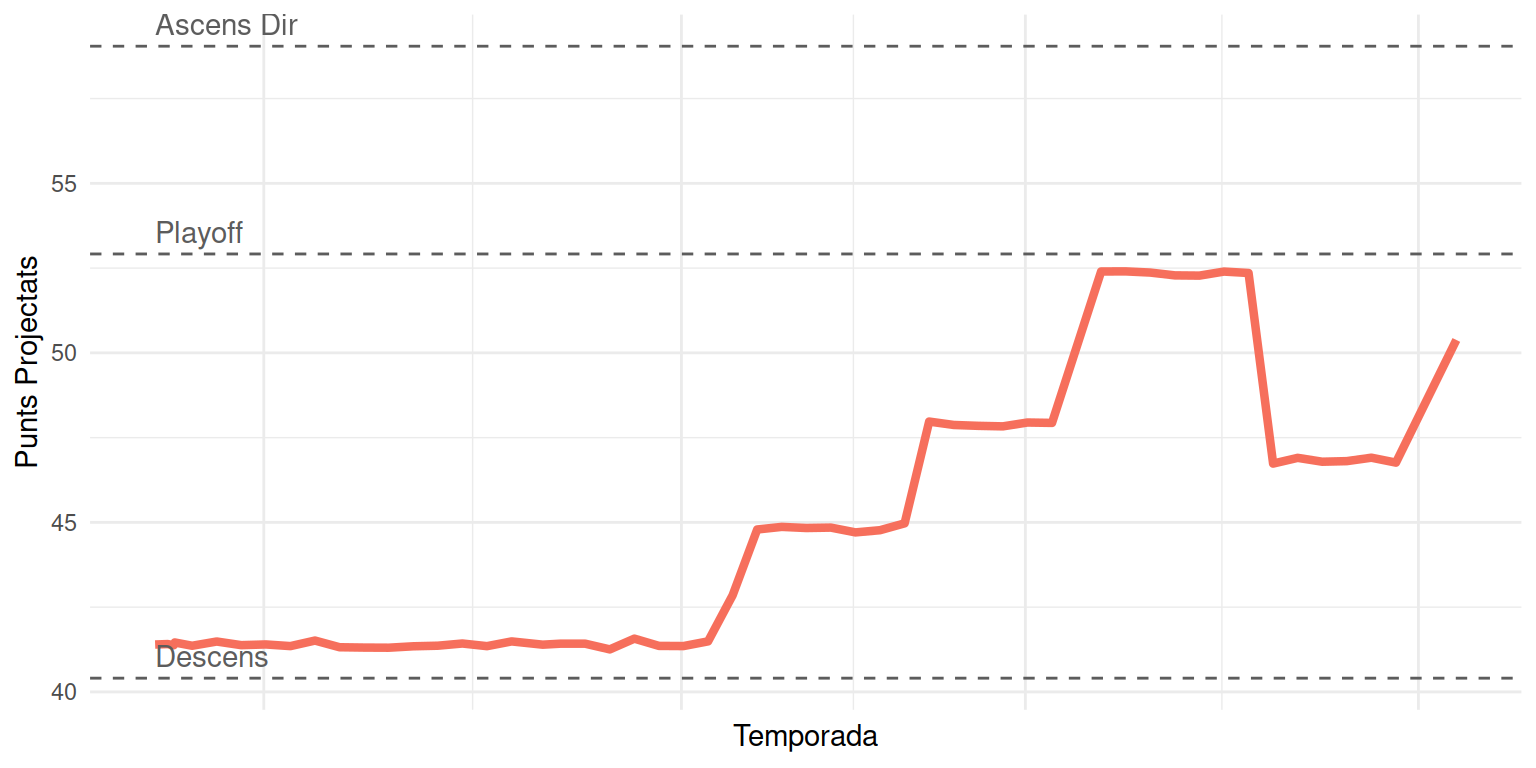 Ascens Dir
55
Playoff
50
45
Descens
40
Punts Projectats
Temporada